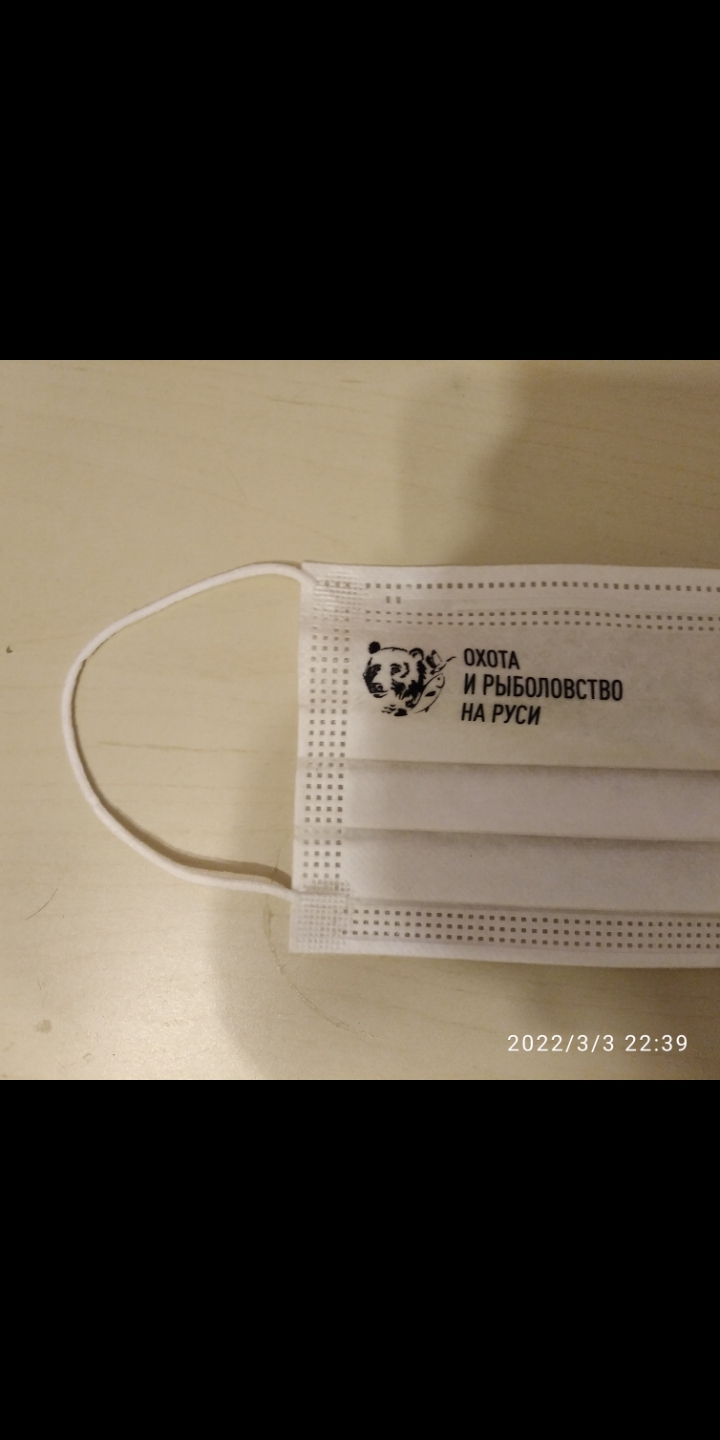 ОХОТА
И РЫБОЛОВСТВО
НА РУСИ
2022/3/3 22:39